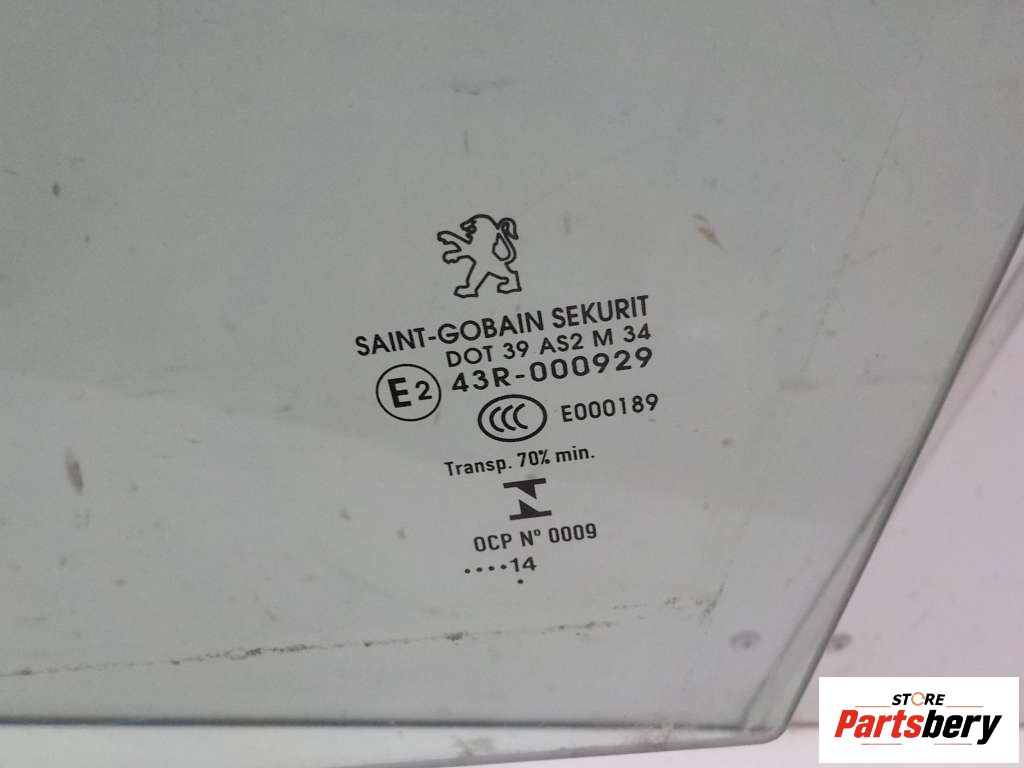 SAINT-GOBAIN SEKURIT
DOT 39 AS2 M 34
E2 43R-000929
CCC E000189
Transp. 70% min.
OCP Nº 0009
....14
.
STORE
Partsbery